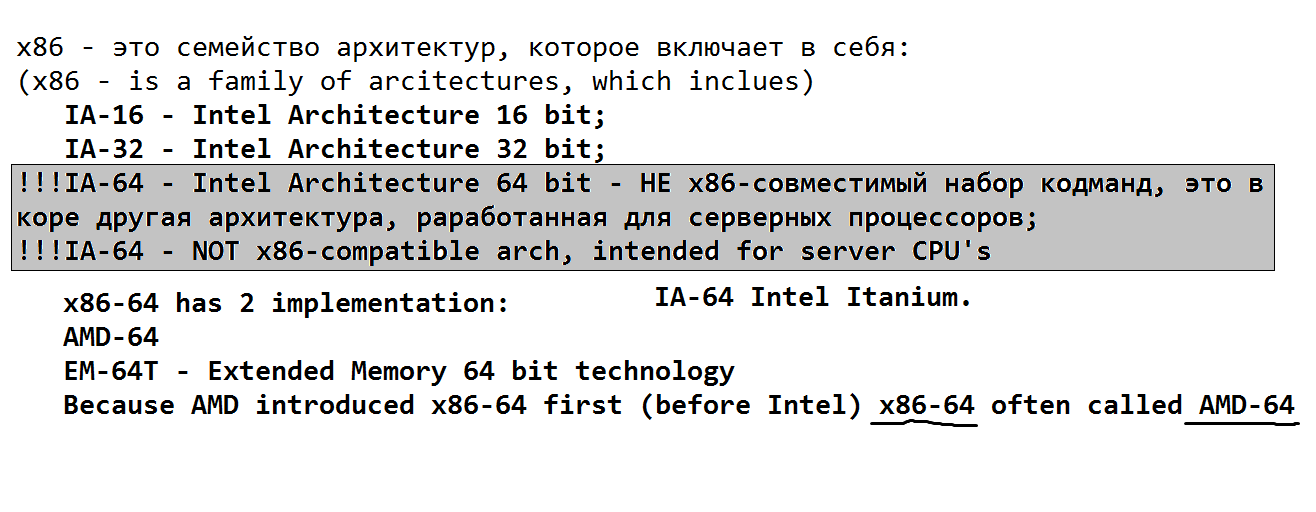 x86 - это семейство архитектур, которое включает в себя:
(x86 - is a family of arcitectures, which inclues)
IA-16 - Intel Architecture 16 bit;
IA-32 - Intel Architecture 32 bit;
!!!IA-64 - Intel Architecture 64 bit - НЕ x86-совместимый набор кодманд, это в
коре другая архитектура, раработанная для серверных процессоров;
!!!IA-64 - NOT x86-compatible arch, intended for server CPU's
x86-64 has 2 implementation:
IA-64 Intel Itanium.
AMD-64
EM-64T - Extended Memory 64 bit technology
Because AMD introduced x86-64 first (before Intel) x86-64 often called AMD-64